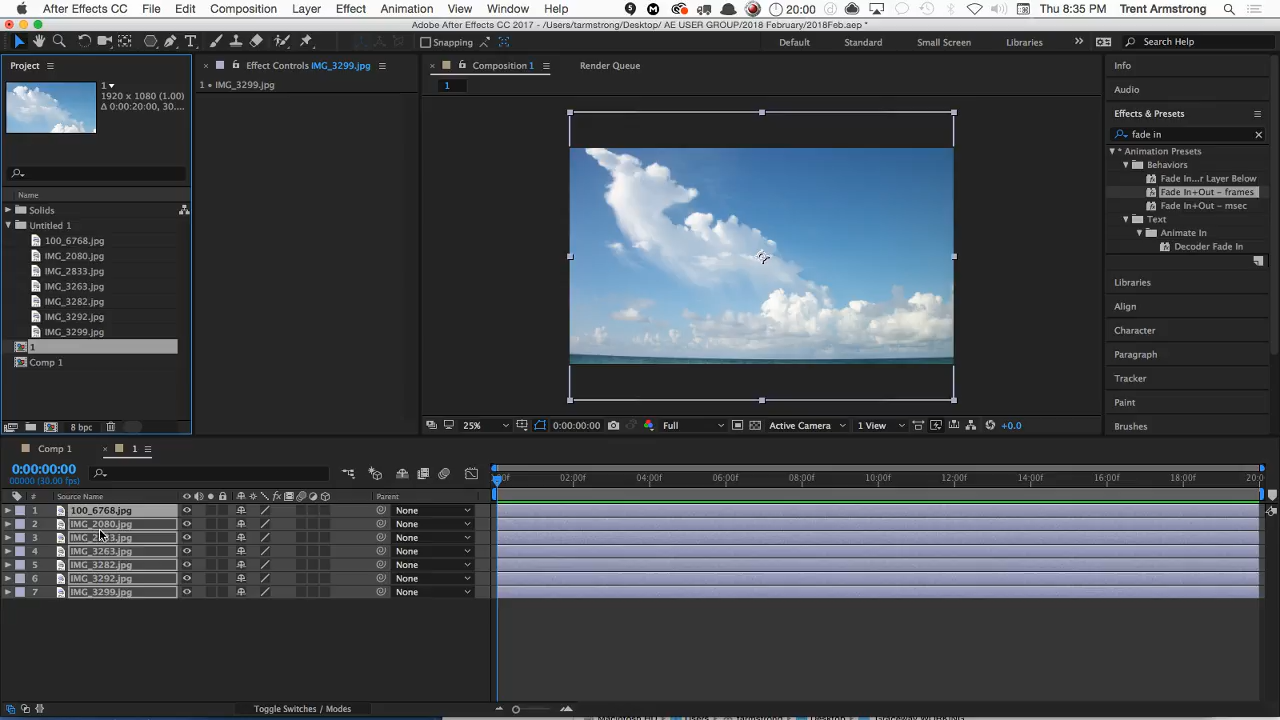 After Effects CC File Edit Composition Layer Effect Animation View Window Help 20:00 Thu 8:35 PM Trent Armstrong
Adobe After Effects CC 2017 - /Users/tarmstrong/Desktop/ AE USER GROUP/2018 February/2018Feb.aep *
Snapping Default Standard Small Screen Libraries Search Help
Project
Effect Controls IMG_3299.jpg
Composition 1
Render Queue
Info
1
1920 x 1080 (1.00)
Δ 0:00:20:00, 30....
1 • IMG_3299.jpg
1
Audio
Effects & Presets
fade in
Animation Presets
Behaviors
Fade In...r Layer Below
Fade In+Out – frames
Fade In+Out – msec
Text
Animate In
Decoder Fade In
Libraries
Align
Character
Paragraph
Tracker
Paint
Brushes
Name
Solids
Untitled 1
100_6768.jpg
IMG_2080.jpg
IMG_2833.jpg
IMG_3263.jpg
IMG_3282.jpg
IMG_3292.jpg
IMG_3299.jpg
1
Comp 1
8 bpc
25% 0:00:00:00 Full Active Camera 1 View +0.0
Comp 1
1
0:00:00:00
00000 (30.00 fps)
:00f 02:00f 04:00f 06:00f 08:00f 10:00f 12:00f 14:00f 16:00f 18:00f 20:0
# Source Name Parent
1 100_6768.jpg None
2 IMG_2080.jpg None
3 IMG_2833.jpg None
4 IMG_3263.jpg None
5 IMG_3282.jpg None
6 IMG_3292.jpg None
7 IMG_3299.jpg None
Toggle Switches / Modes